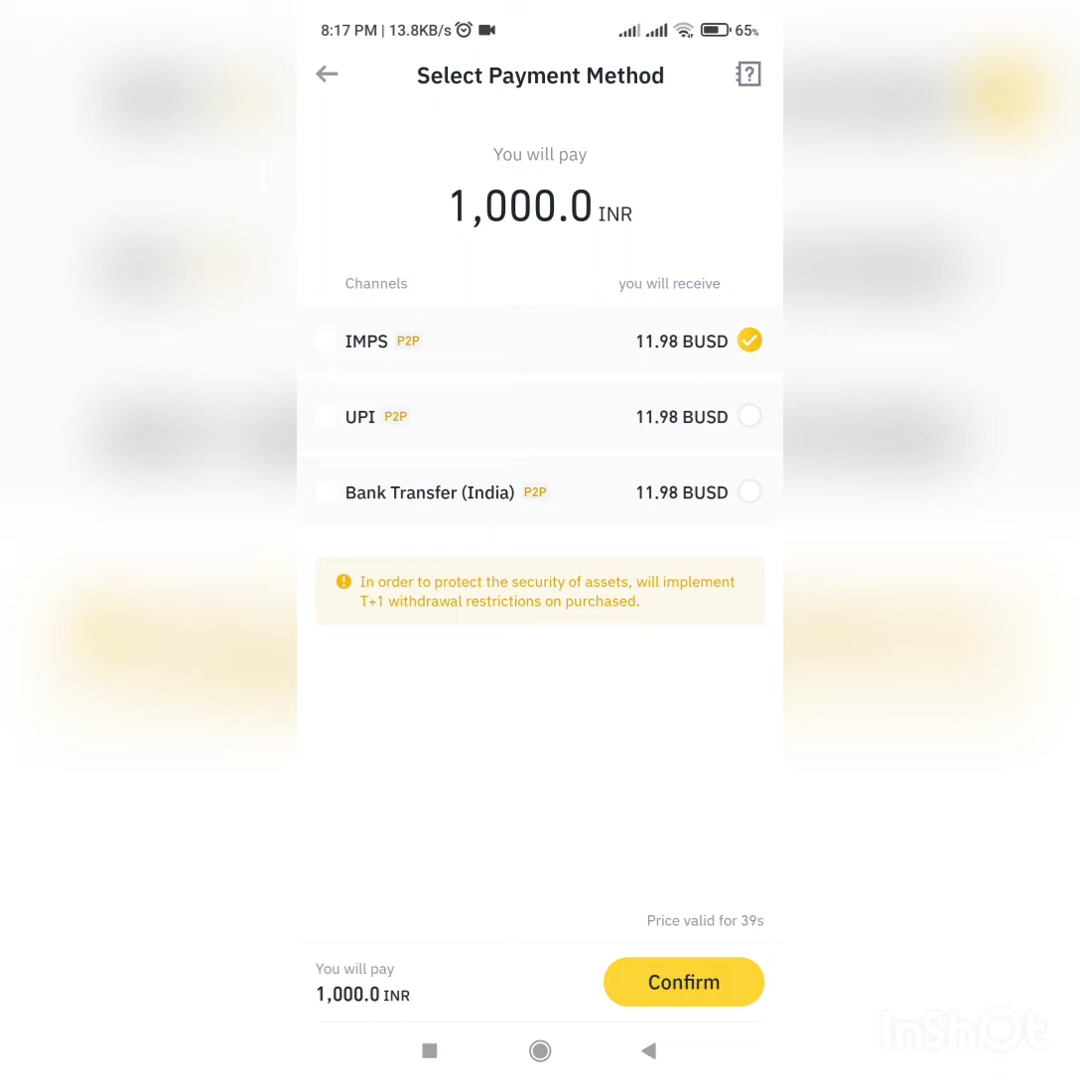 8:17 PM | 13.8KB/s 65%
Select Payment Method
You will pay
1,000.0 INR
Channels you will receive
IMPS P2P 11.98 BUSD
UPI P2P 11.98 BUSD
Bank Transfer (India) P2P 11.98 BUSD
In order to protect the security of assets, will implement
T+1 withdrawal restrictions on purchased.
Price valid for 39s
You will pay
1,000.0 INR
Confirm
InShOt